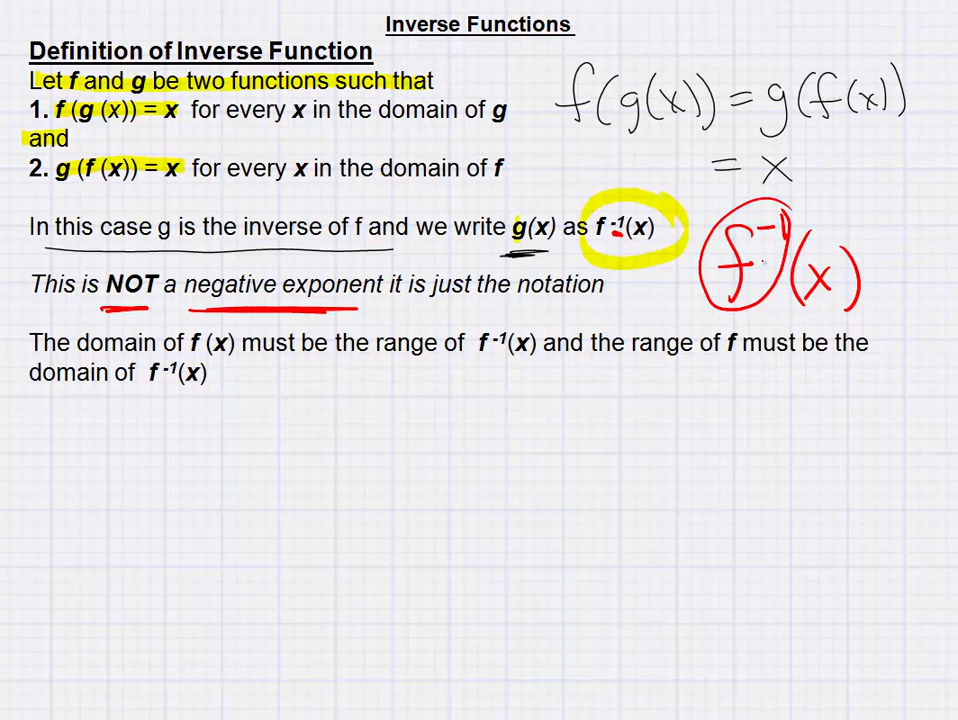 Inverse Functions
Definition of Inverse Function
Let f and g be two functions such that
1. f (g (x)) = x for every x in the domain of g
and
2. g (f (x)) = x for every x in the domain of f
f(g(x)) = g(f(x))
= x
In this case g is the inverse of f and we write g(x) as f -1(x)
f⁻¹(x)
This is NOT a negative exponent it is just the notation
The domain of f (x) must be the range of f -1(x) and the range of f must be the
domain of f -1(x)